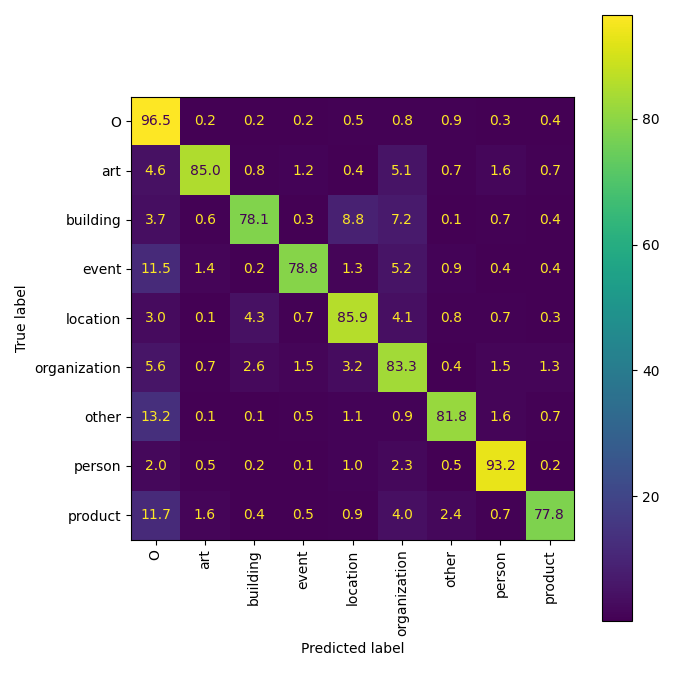 O 96.5 0.2 0.2 0.2 0.5 0.8 0.9 0.3 0.4
80
art 4.6 85.0 0.8 1.2 0.4 5.1 0.7 1.6 0.7
building 3.7 0.6 78.1 0.3 8.8 7.2 0.1 0.7 0.4
60
event 11.5 1.4 0.2 78.8 1.3 5.2 0.9 0.4 0.4
True label
location 3.0 0.1 4.3 0.7 85.9 4.1 0.8 0.7 0.3
organization 5.6 0.7 2.6 1.5 3.2 83.3 0.4 1.5 1.3
40
other 13.2 0.1 0.1 0.5 1.1 0.9 81.8 1.6 0.7
person 2.0 0.5 0.2 0.1 1.0 2.3 0.5 93.2 0.2
20
product 11.7 1.6 0.4 0.5 0.9 4.0 2.4 0.7 77.8
O art building event location organization other person product
Predicted label